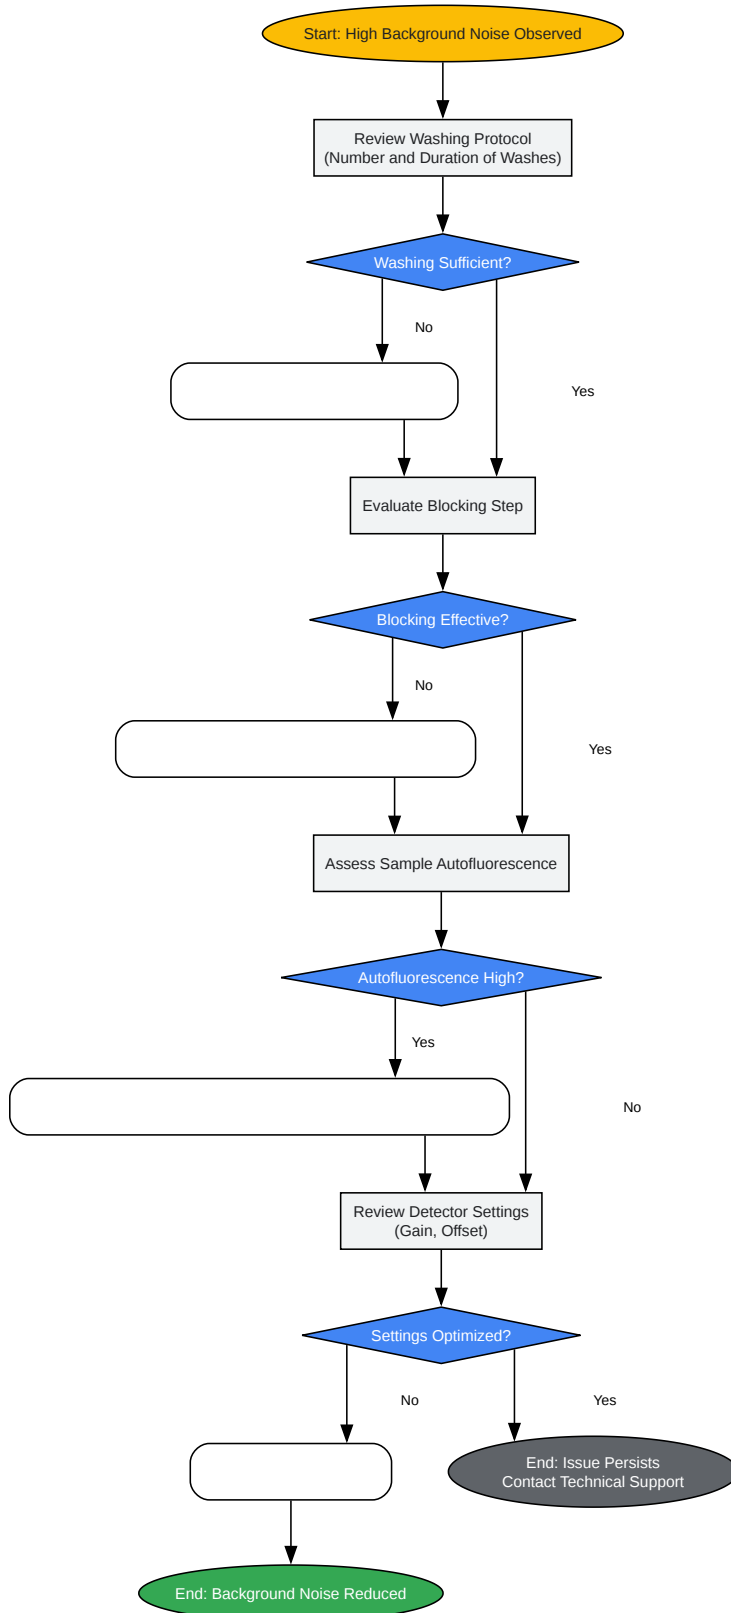 Start: High Background Noise Observed
Review Washing Protocol
(Number and Duration of Washes)
Washing Sufficient?
No
Yes
Evaluate Blocking Step
Blocking Effective?
No
Yes
Assess Sample Autofluorescence
Autofluorescence High?
Yes
No
Review Detector Settings
(Gain, Offset)
Settings Optimized?
No
Yes
End: Issue Persists
Contact Technical Support
End: Background Noise Reduced